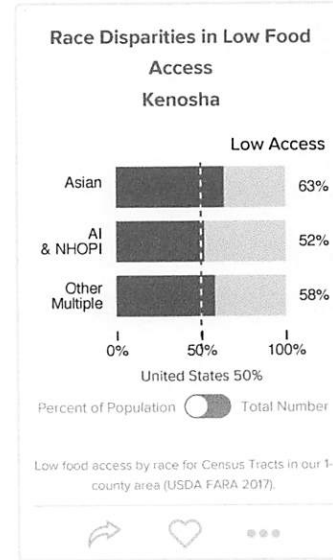 Race Disparities in Low Food
Access
Kenosha
Low Access
Asian 63%
AI
& NHOPI 52%
Other
Multiple 58%
0% 50% 100%
United States 50%
Percent of Population Total Number
Low food access by race for Census Tracts in our 1-
county area (USDA FARA 2017).